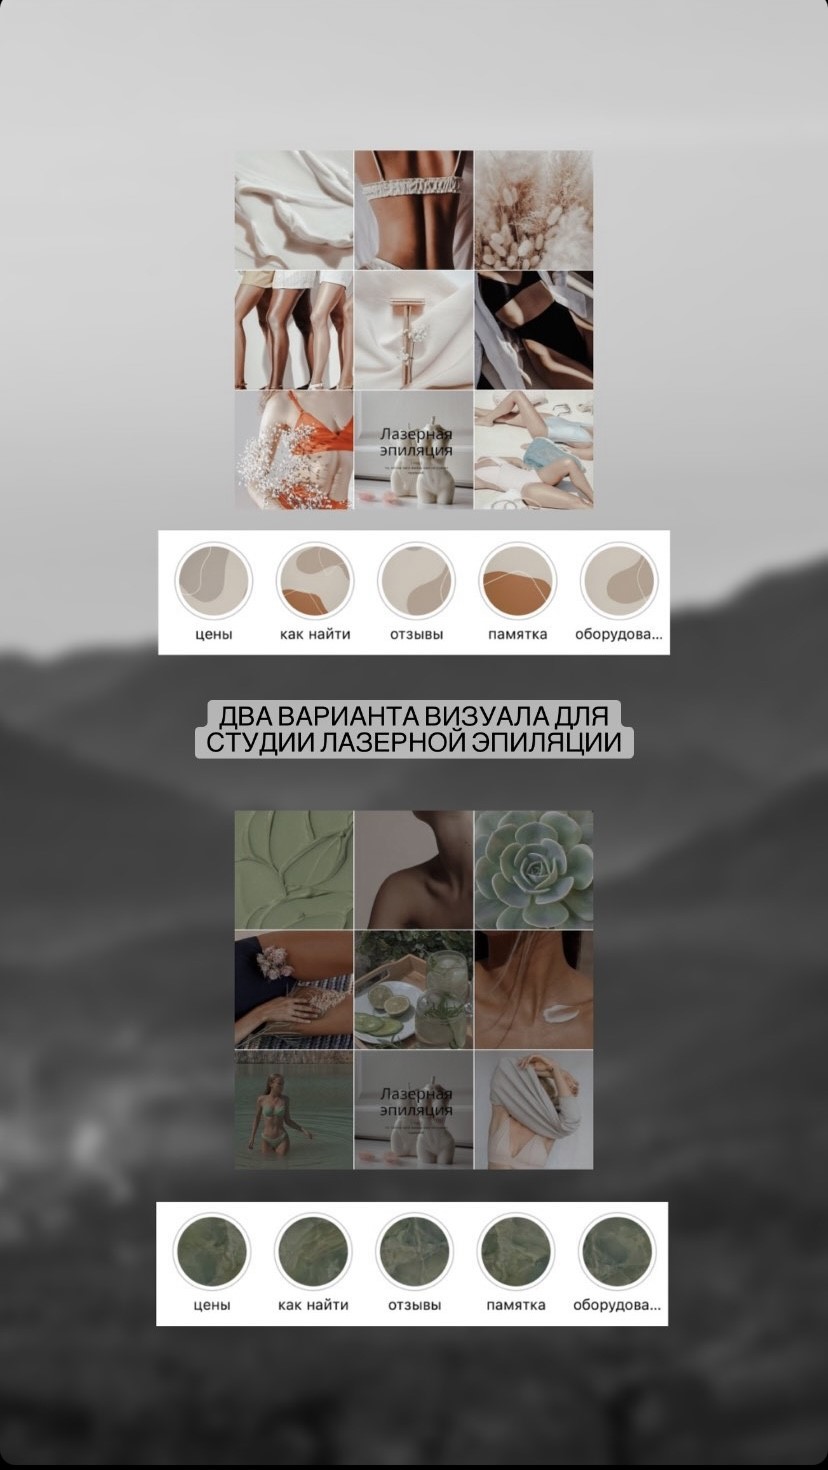 Лазерная
эпиляция
цены
как найти
отзывы
памятка
оборудова...
ДВА ВАРИАНТА ВИЗУАЛА ДЛЯ
СТУДИИ ЛАЗЕРНОЙ ЭПИЛЯЦИИ
Лазерная
эпиляция
цены
как найти
отзывы
памятка
оборудова...